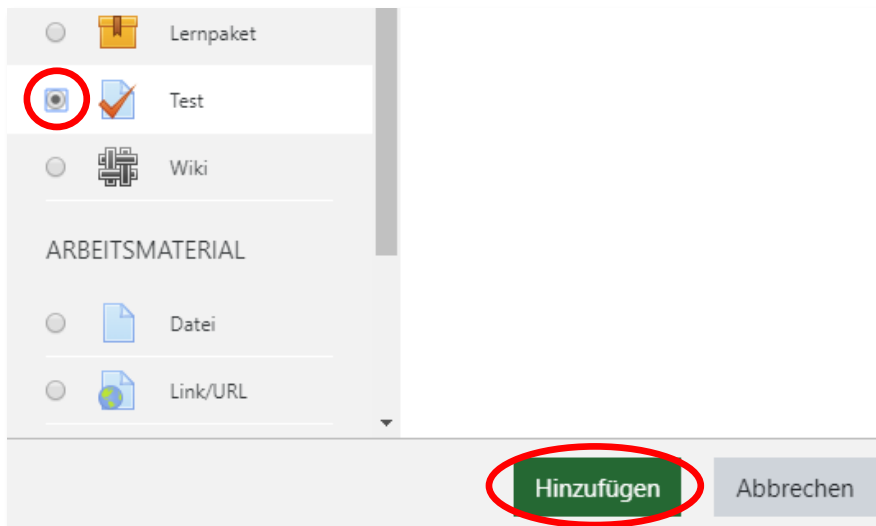 Lernpaket
Test
Wiki
ARBEITSMATERIAL
Datei
Link/URL
Hinzufügen
Abbrechen